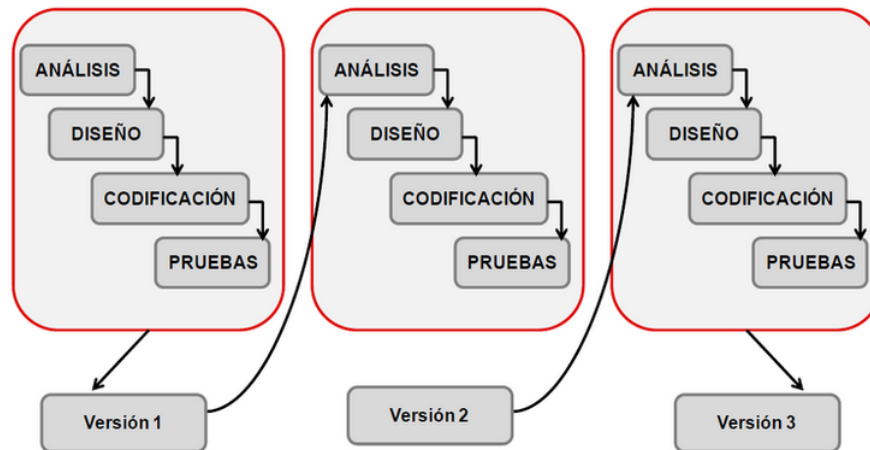 ANÁLISIS
DISEÑO
CODIFICACIÓN
PRUEBAS
ANÁLISIS
DISEÑO
CODIFICACIÓN
PRUEBAS
ANÁLISIS
DISEÑO
CODIFICACIÓN
PRUEBAS
Versión 1
Versión 2
Versión 3